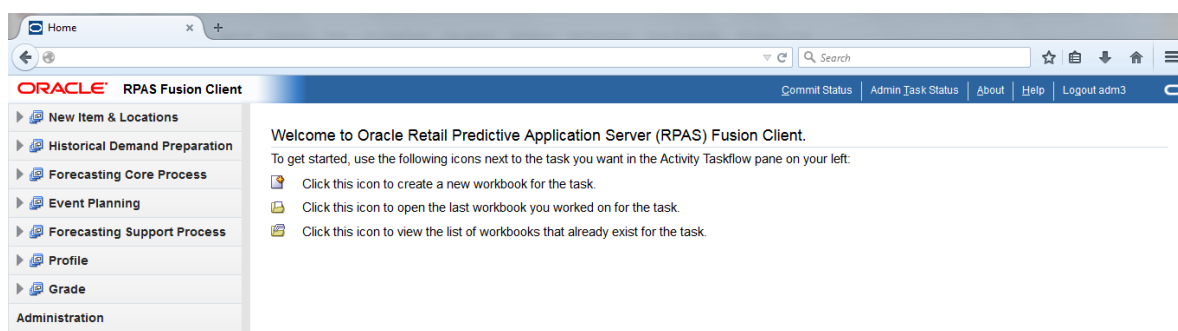 Home
Search
ORACLE® RPAS Fusion Client
Commit Status Admin Task Status About Help Logout adm3
New Item & Locations
Historical Demand Preparation
Forecasting Core Process
Event Planning
Forecasting Support Process
Profile
Grade
Administration
Welcome to Oracle Retail Predictive Application Server (RPAS) Fusion Client.
To get started, use the following icons next to the task you want in the Activity Taskflow pane on your left:
Click this icon to create a new workbook for the task.
Click this icon to open the last workbook you worked on for the task.
Click this icon to view the list of workbooks that already exist for the task.